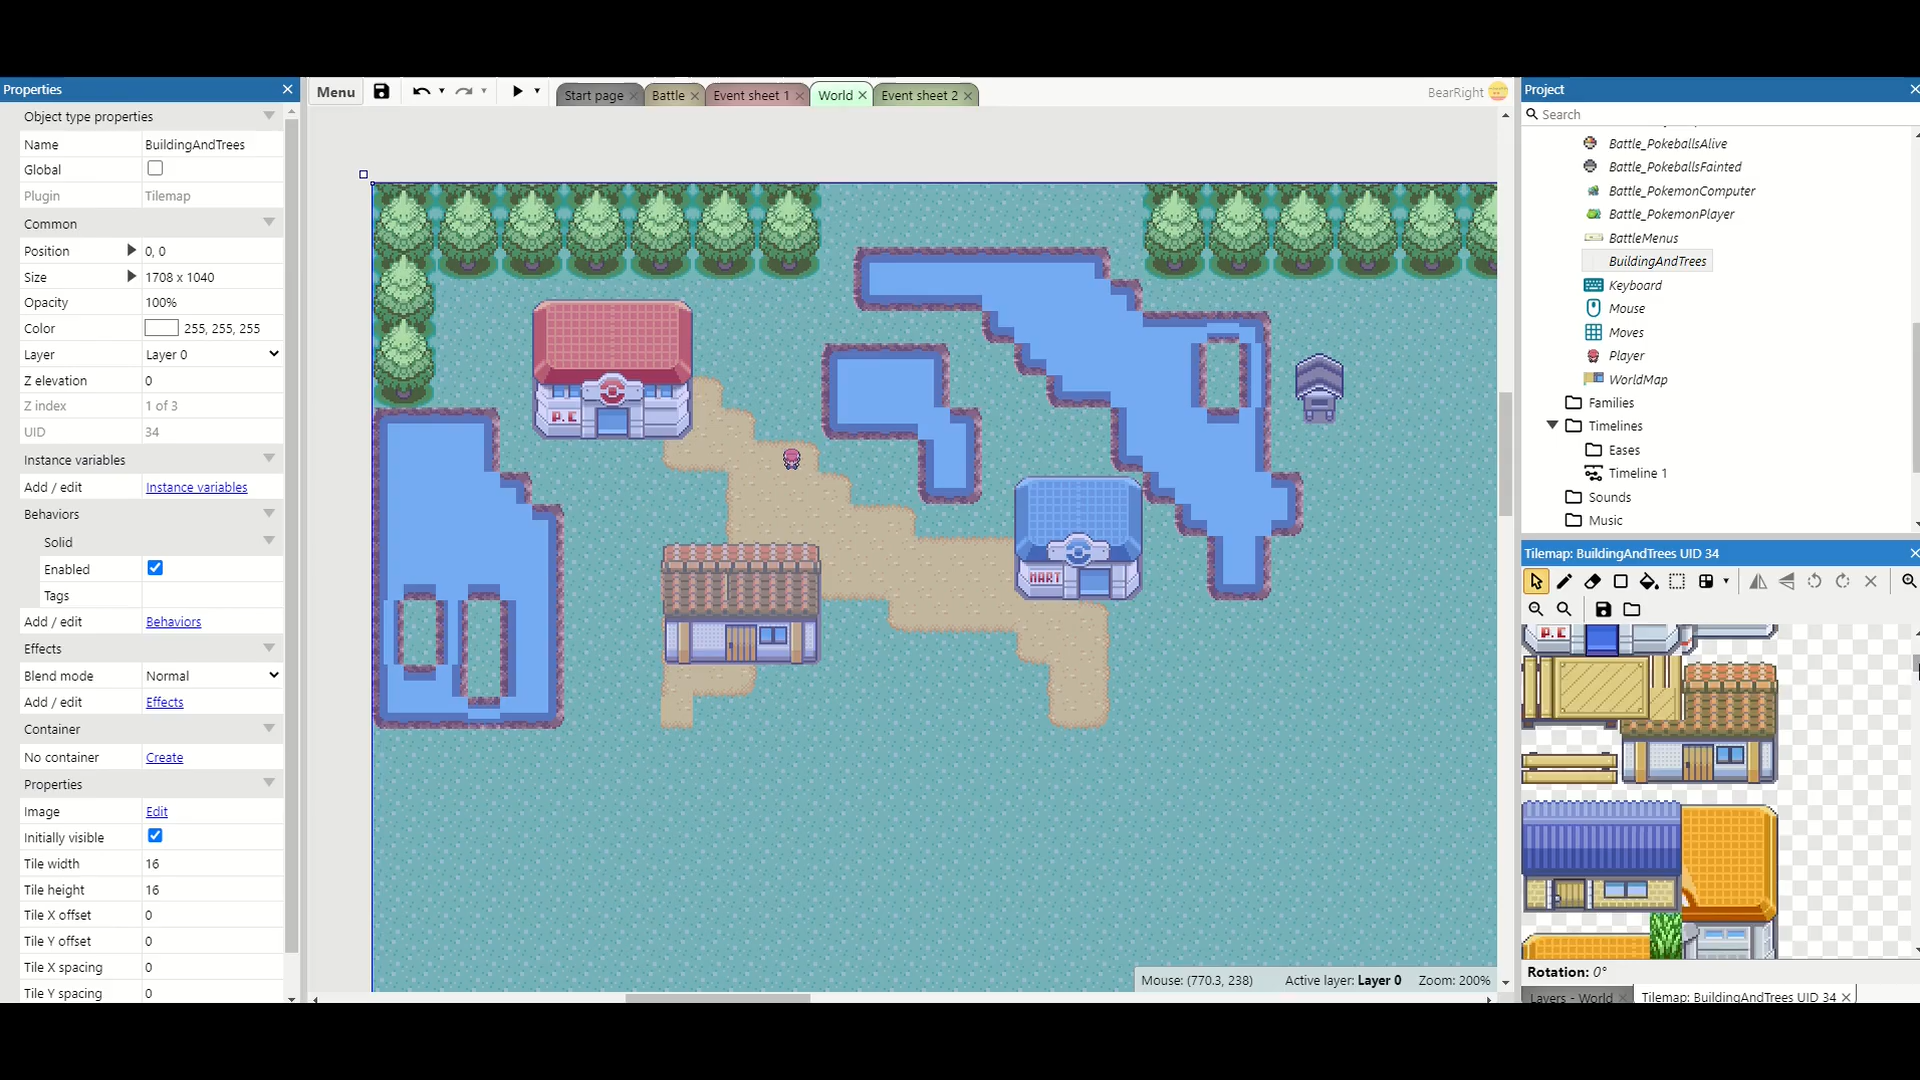 Properties
Object type properties
Name BuildingAndTrees
Global
Plugin Tilemap
Common
Position 0, 0
Size 1708 x 1040
Opacity 100%
Color 255, 255, 255
Layer Layer 0
Z elevation 0
Z index 1 of 3
UID 34
Instance variables
Add / edit Instance variables
Behaviors
Solid
Enabled
Tags
Add / edit Behaviors
Effects
Blend mode Normal
Add / edit Effects
Container
No container Create
Properties
Image Edit
Initially visible
Tile width 16
Tile height 16
Tile X offset 0
Tile Y offset 0
Tile X spacing 0
Tile Y spacing 0
Menu
Start page
Battle
Event sheet 1
World
Event sheet 2
BearRight
P.C
MART
Mouse: (770.3, 238) Active layer: Layer 0 Zoom: 200%
Project
Search
Battle_PokeballsAlive
Battle_PokeballsFainted
Battle_PokemonComputer
Battle_PokemonPlayer
BattleMenus
BuildingAndTrees
Keyboard
Mouse
Moves
Player
WorldMap
Families
Timelines
Eases
Timeline 1
Sounds
Music
Tilemap: BuildingAndTrees UID 34
P.C
Rotation: 0°
Layers - World
Tilemap: BuildingAndTrees UID 34